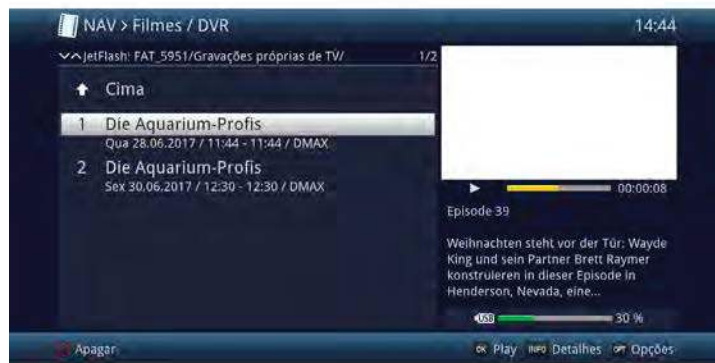 NAV > Filmes / DVR
14:44
JetFlash: FAT_5951/Gravações próprias de TV/
1/2
Cima
1 Die Aquarium-Profis
Qua 28.06.2017 / 11:44 - 11:44 / DMAX
2 Die Aquarium-Profis
Sex 30.06.2017 / 12:30 - 12:30 / DMAX
00:00:08
Episode 39
Weihnachten steht vor der Tür: Wayde
King und sein Partner Brett Raymer
konstruieren in dieser Episode in
Henderson, Nevada, eine...
USB 30 %
Apagar
OK Play INFO Detalhes OPT Opções